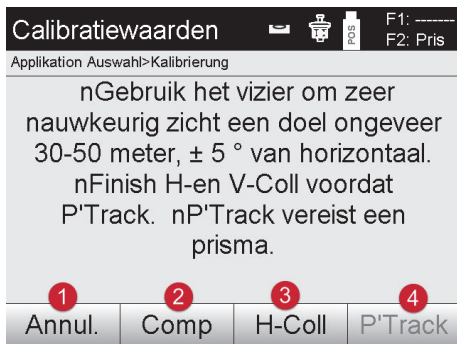 Calibratiewaarden
POS
F1: -------
F2: Pris
Applikation Auswahl>Kalibrierung
nGebruik het vizier om zeer
nauwkeurig zicht een doel ongeveer
30-50 meter, ± 5 ° van horizontaal.
nFinish H-en V-Coll voordat
P'Track. nP'Track vereist een
prisma.
1 2 3 4
Annul. Comp H-Coll P'Track